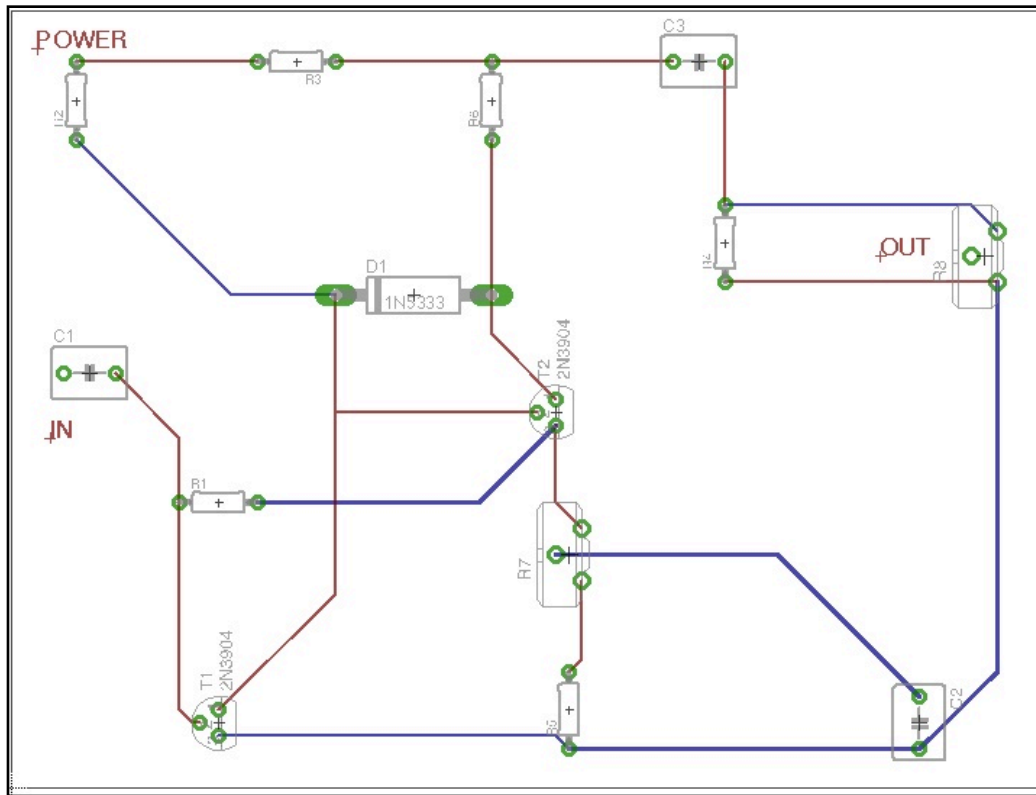 POWER
C3
R3
R2
R6
R4
OUT
R8
D1
1N5333
C1
T2
2N3904
IN
R1
R7
T1
2N3904
R5
C2